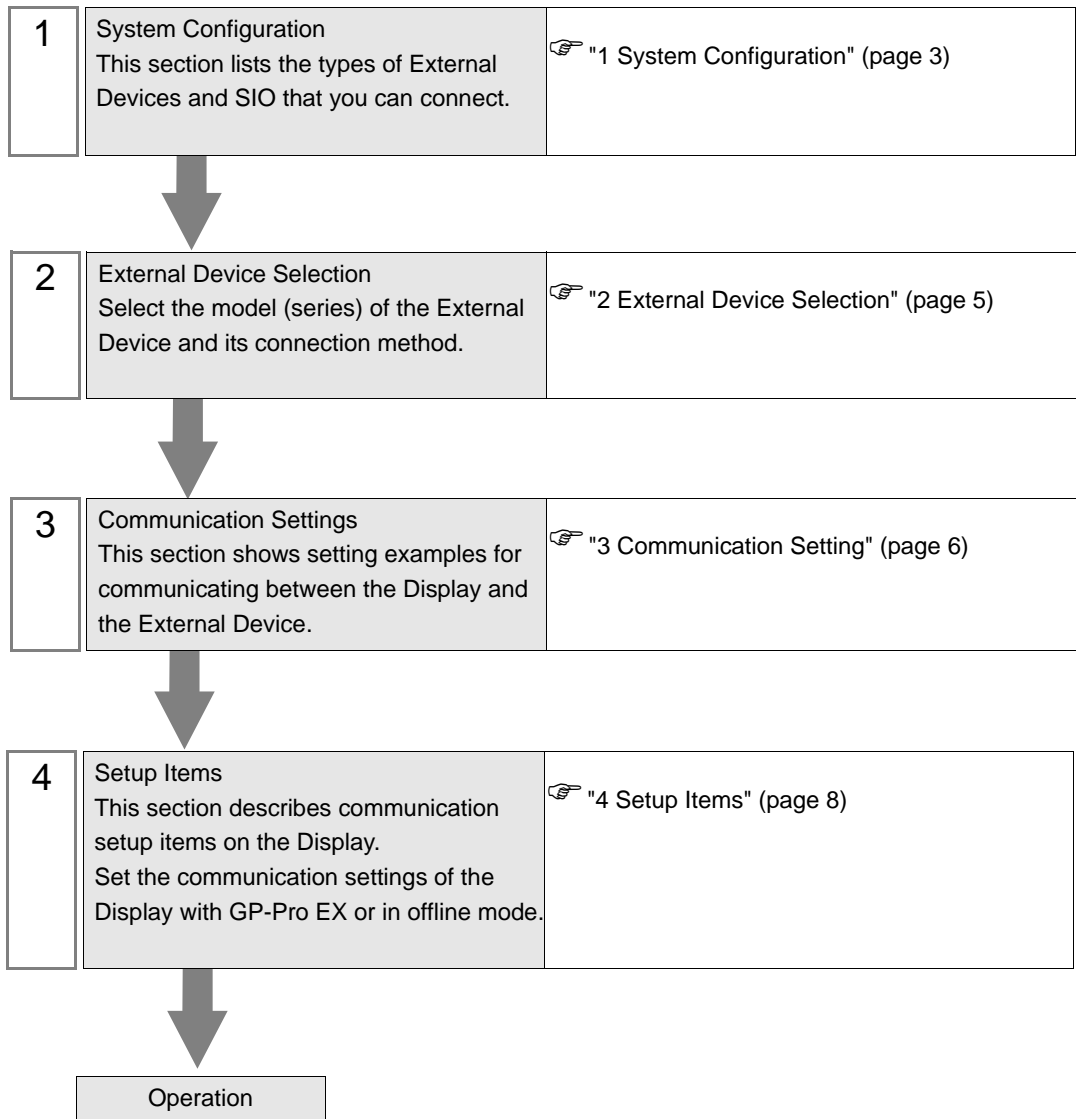 1
System Configuration
This section lists the types of External
Devices and SIO that you can connect.
☞ "1 System Configuration" (page 3)
2
External Device Selection
Select the model (series) of the External
Device and its connection method.
☞ "2 External Device Selection" (page 5)
3
Communication Settings
This section shows setting examples for
communicating between the Display and
the External Device.
☞ "3 Communication Setting" (page 6)
4
Setup Items
This section describes communication
setup items on the Display.
Set the communication settings of the
Display with GP-Pro EX or in offline mode.
☞ "4 Setup Items" (page 8)
Operation